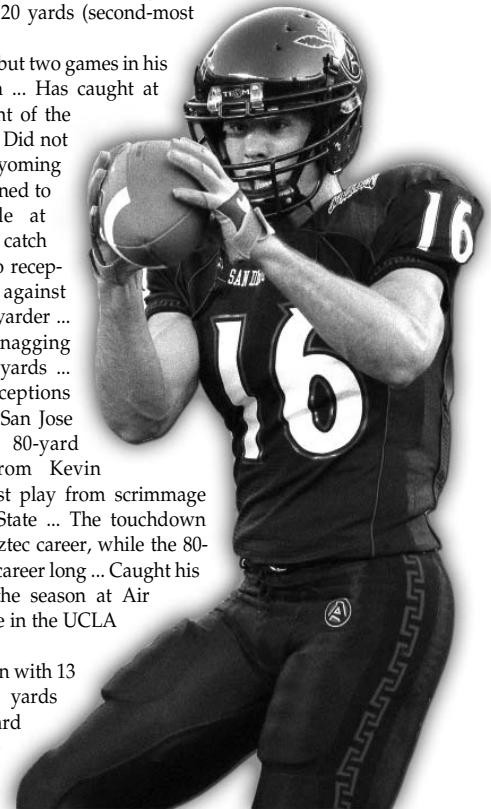 20 yards (second-most
but two games in his
... Has caught at
nt of the
Did not
yoming
ned to
le at
catch
recep-
against
yarder ...
nagging
yards ...
ceptions
San Jose
80-yard
rom Kevin
st play from scrimmage
State ... The touchdown
ztec career, while the 80-
career long ... Caught his
the season at Air
e in the UCLA
n with 13
yards
ard
16
SAN DI
16